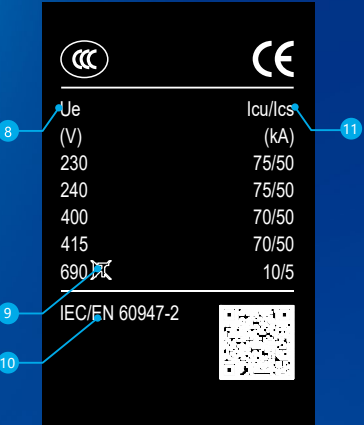 CCC CE
8 Ue Icu/Ics 11
(V) (kA)
230 75/50
240 75/50
400 70/50
415 70/50
690 IT 10/5
9
IEC/EN 60947-2
10